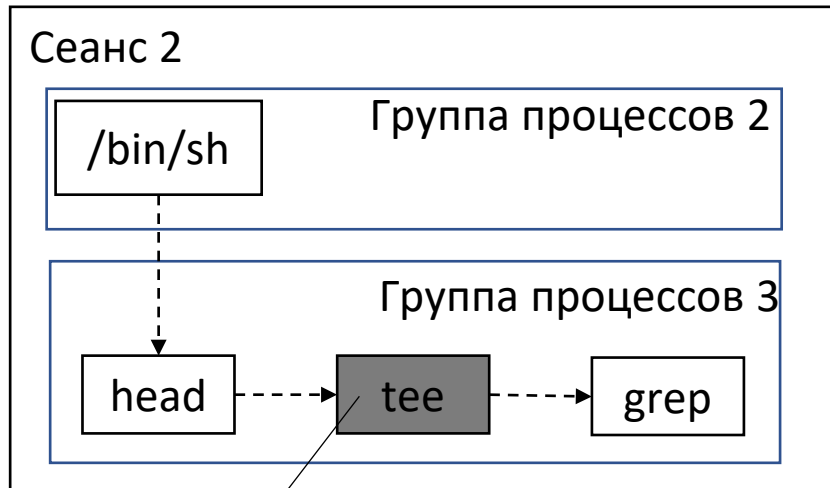 Сеанс 2
Группа процессов 2
/bin/sh
Группа процессов 3
head
tee
grep